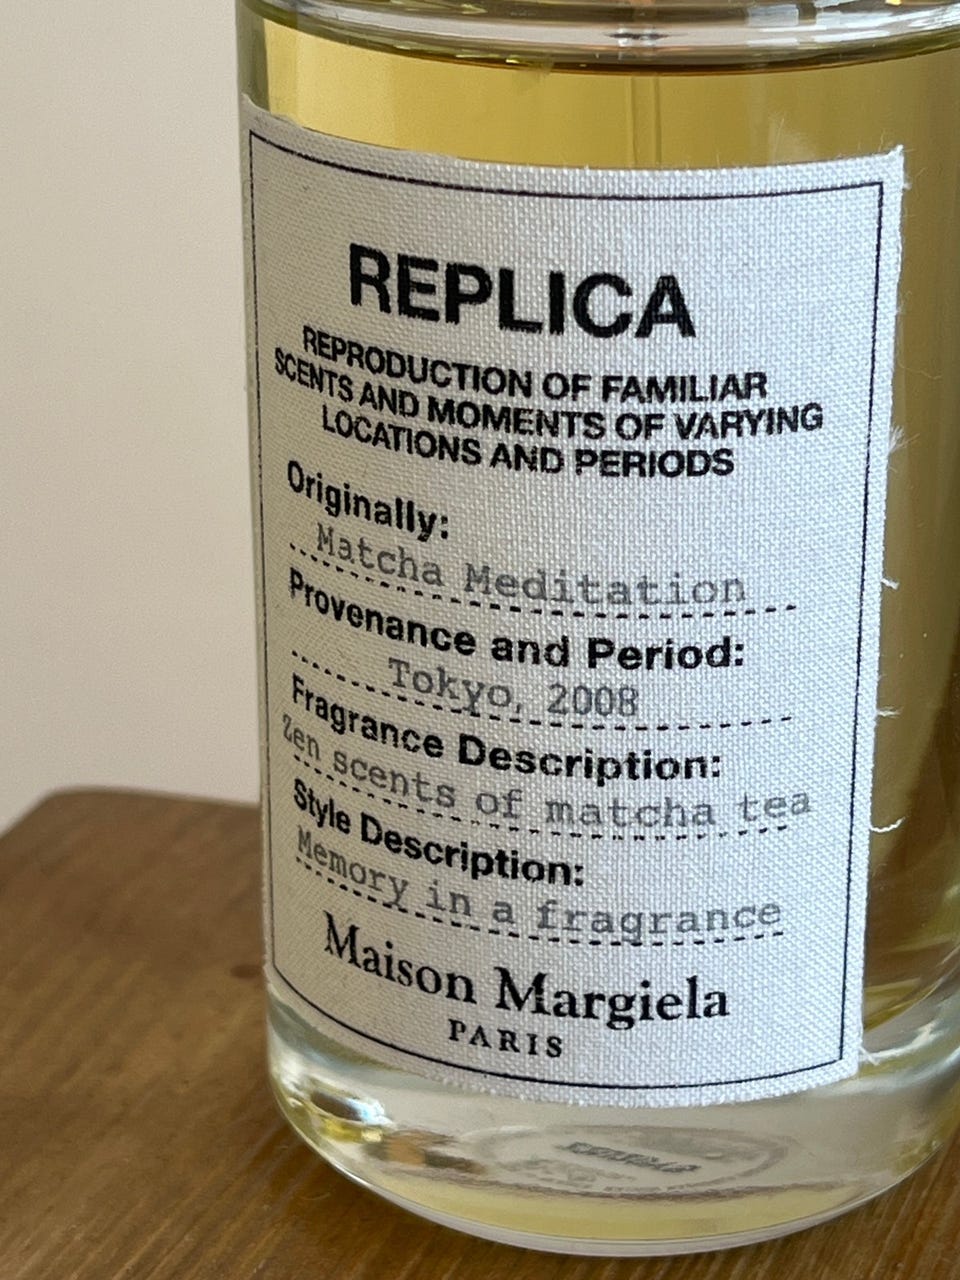 REPLICA
REPRODUCTION OF FAMILIAR
SCENTS AND MOMENTS OF VARYING
LOCATIONS AND PERIODS
Originally:
Matcha Meditation
Provenance and Period:
Tokyo, 2008
Fragrance Description:
Zen scents of matcha tea
Style Description:
Memory in a fragrance
Maison Margiela
PARIS